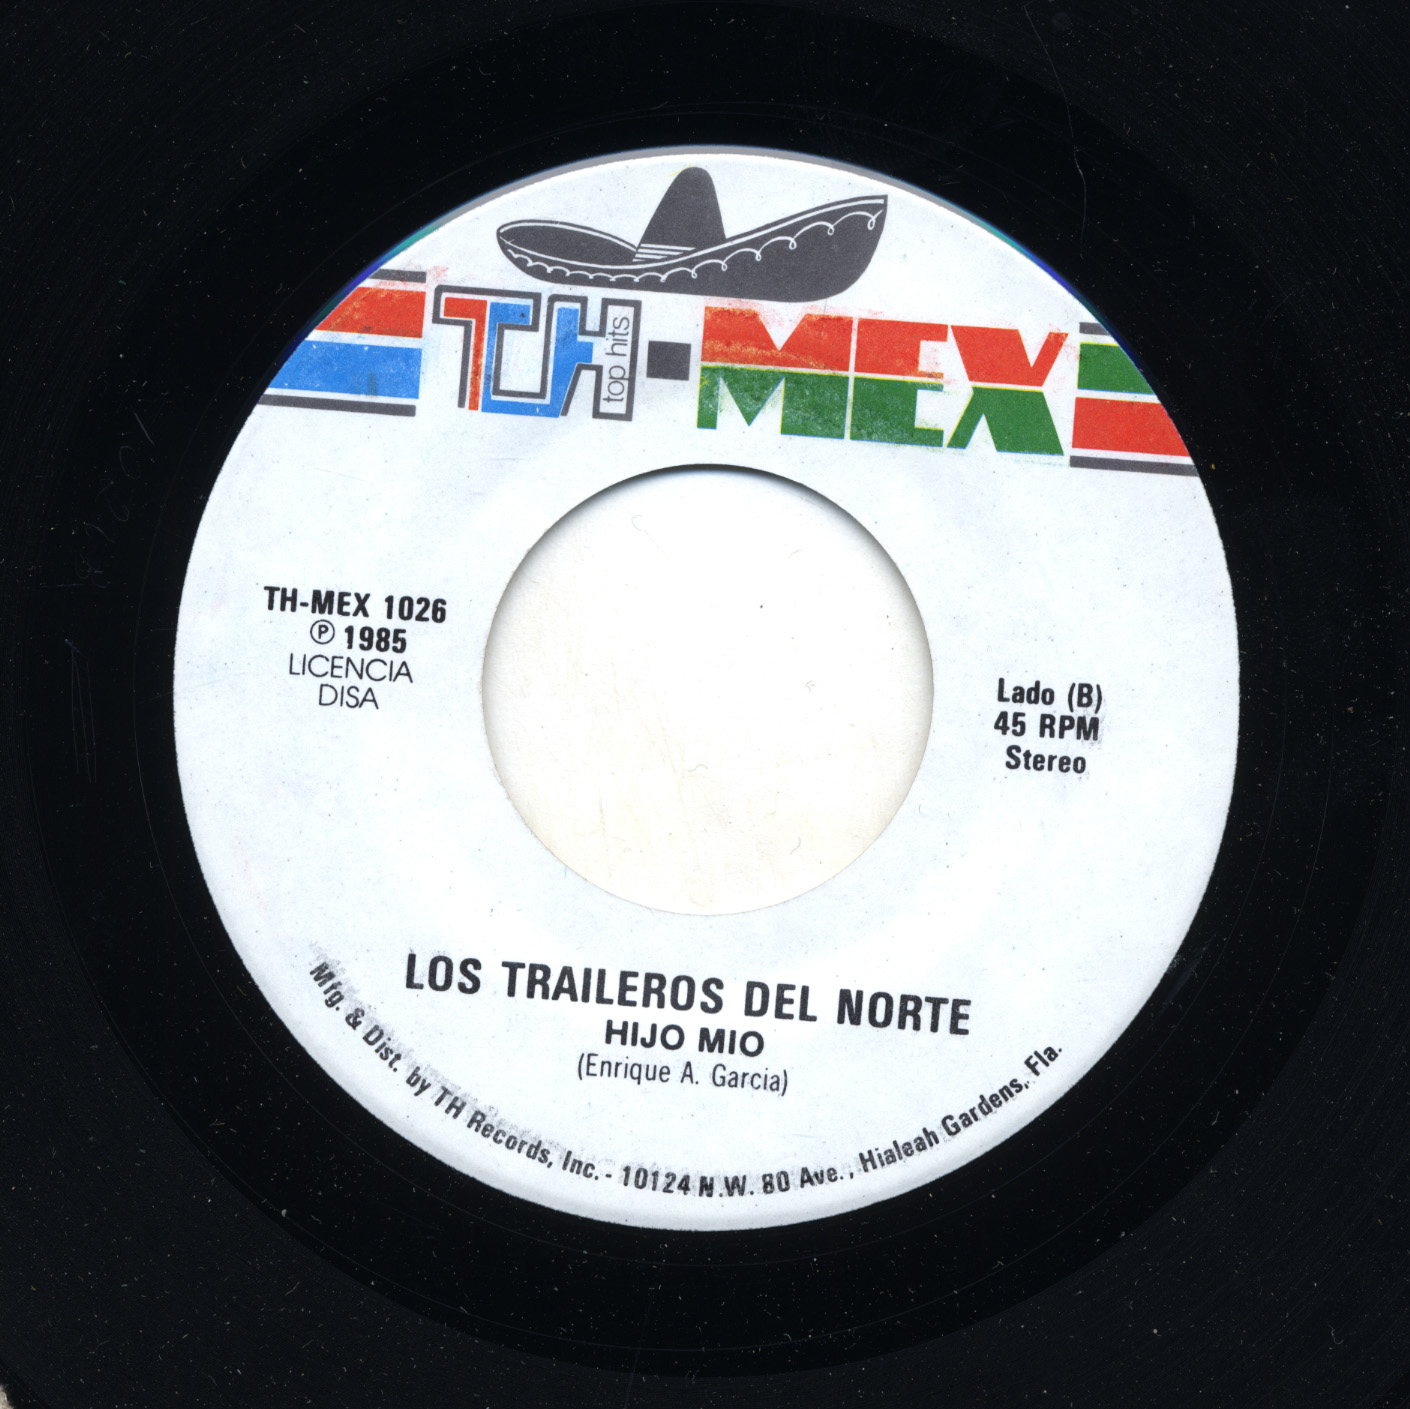 TH top hits - MEX
TH-MEX 1026
Ⓟ 1985
LICENCIA
DISA
Lado (B)
45 RPM
Stereo
LOS TRAILEROS DEL NORTE
HIJO MIO
(Enrique A. Garcia)
Mfg. & Dist. by TH Records, Inc. - 10124 N.W. 80 Ave., Hialeah Gardens, Fla.